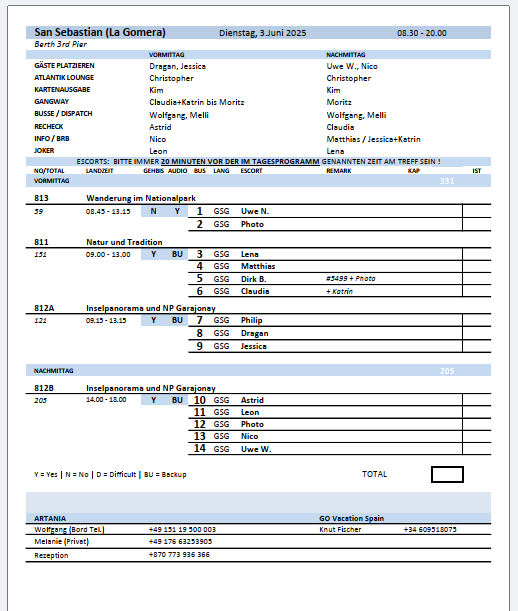 San Sebastian (La Gomera) Dienstag, 3.Juni 2025 08.30 - 20.00
Berth 3rd Pier
VORMITTAG NACHMITTAG
GÄSTE PLATZIEREN Dragan, Jessica Uwe W., Nico
ATLANTIK LOUNGE Christopher Christopher
KARTENAUSGABE Kim Kim
GANGWAY Claudia+Katrin bis Moritz Moritz
BUSSE / DISPATCH Wolfgang, Melli Wolfgang, Melli
RECHECK Astrid Claudia
INFO / BRB Nico Matthias / Jessica+Katrin
JOKER Leon Lena
ESCORTS: BITTE IMMER 20 MINUTEN VOR DER IM TAGESPROGRAMM GENANNTEN ZEIT AM TREFF SEIN !
NO/TOTAL LANDZEIT GEHBIS AUDIO BUS LANG ESCORT REMARK KAP IST
VORMITTAG 331
813 Wanderung im Nationalpark
59 08.45 - 13.15 N Y 1 GSG Uwe N.
2 GSG Photo
811 Natur und Tradition
151 09.00 - 13.00 Y BU 3 GSG Lena
4 GSG Matthias
5 GSG Dirk B. #5499 + Photo
6 GSG Claudia + Katrin
812A Inselpanorama und NP Garajonay
121 09.15 - 13.15 Y BU 7 GSG Philip
8 GSG Dragan
9 GSG Jessica
NACHMITTAG 205
812B Inselpanorama und NP Garajonay
205 14.00 - 18.00 Y BU 10 GSG Astrid
11 GSG Leon
12 GSG Photo
13 GSG Nico
14 GSG Uwe W.
Y = Yes | N = No | D = Difficult | BU = Backup TOTAL
ARTANIA GO Vacation Spain
Wolfgang (Bord Tel.) +49 151 19 500 003 Knut Fischer +34 609518075
Melanie (Privat) +49 176 63253905
Rezeption +870 773 936 366